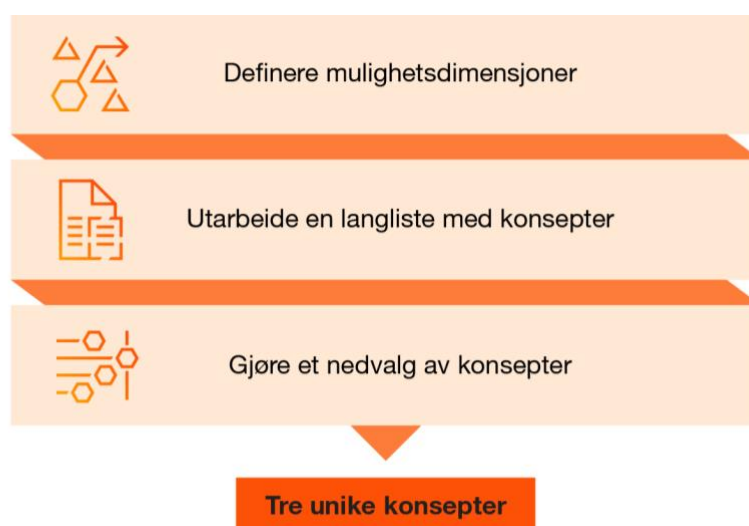 Definere mulighetsdimensjoner
Utarbeide en langliste med konsepter
Gjøre et nedvalg av konsepter
Tre unike konsepter